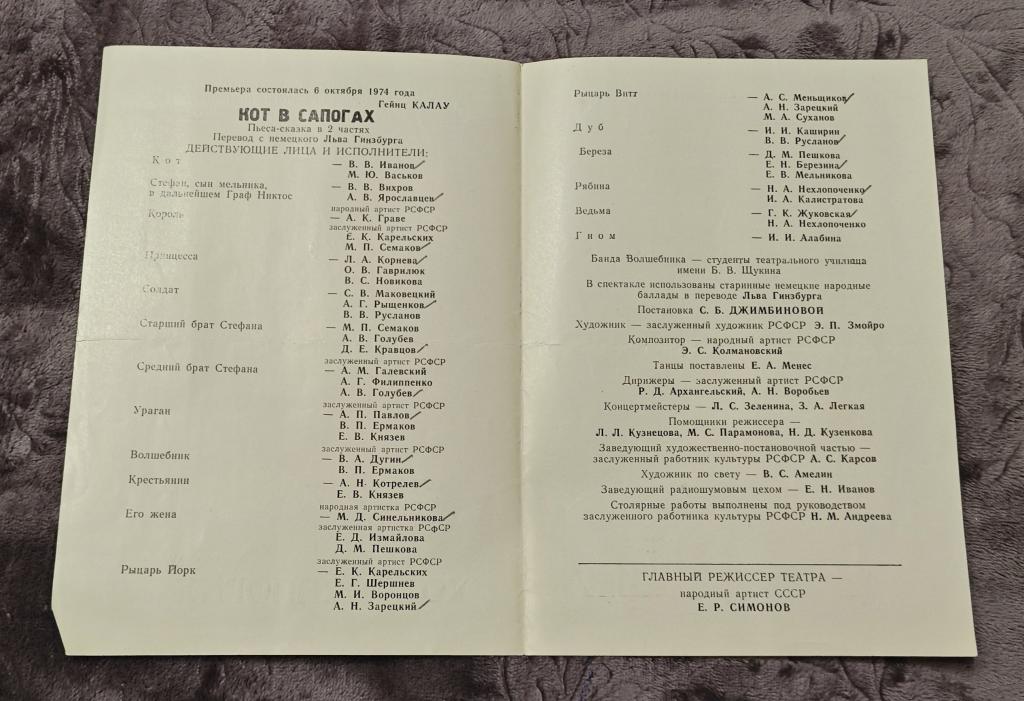 Премьера состоялась 6 октября 1974 года
Гейнц КАЛАУ
КОТ В САПОГАХ
Пьеса-сказка в 2 частях
Перевод с немецкого Льва Гинзбурга
ДЕЙСТВУЮЩИЕ ЛИЦА И ИСПОЛНИТЕЛИ:
Кот — В. В. Иванов
М. Ю. Васьков
Стефан, сын мельника, — В. В. Вихров
в дальнейшем Граф Никтос А. В. Ярославцев
народный артист РСФСР
Король — А. К. Граве
заслуженный артист РСФСР
Е. К. Карельских
М. П. Семаков
Принцесса — Л. А. Корнева
О. В. Гаврилюк
В. С. Новикова
Солдат — С. В. Маковецкий
А. Г. Рыщенков
В. В. Русланов
Старший брат Стефана — М. П. Семаков
А. В. Голубев
Д. Е. Кравцов
заслуженный артист РСФСР
Средний брат Стефана — А. М. Галевский
А. Г. Филиппенко
А. В. Голубев
заслуженный артист РСФСР
Ураган — А. П. Павлов
В. П. Ермаков
Е. В. Князев
заслуженный артист РСФСР
Волшебник — В. А. Дугин
В. П. Ермаков
Крестьянин — А. Н. Котрелев
Е. В. Князев
народная артистка РСФСР
Его жена — М. Д. Синельникова
заслуженная артистка РСФСР
Е. Д. Измайлова
Д. М. Пешкова
заслуженный артист РСФСР
Рыцарь Йорк — Е. К. Карельских
Е. Г. Шершнев
М. И. Воронцов
А. Н. Зарецкий
Рыцарь Витт — А. С. Меньщиков
А. Н. Зарецкий
М. А. Суханов
Дуб — И. И. Каширин
В. В. Русланов
Береза — Д. М. Пешкова
Е. Н. Березина
Е. В. Мельникова
Рябина — Н. А. Нехлопоченко
И. А. Калистратова
Ведьма — Г. К. Жуковская
Н. А. Нехлопоченко
Гном — И. И. Алабина
Банда Волшебника — студенты театрального училища
имени Б. В. Щукина
В спектакле использованы старинные немецкие народные
баллады в переводе Льва Гинзбурга
Постановка С. Б. ДЖИМБИНОВОЙ
Художник — заслуженный художник РСФСР Э. П. Змойро
Композитор — народный артист РСФСР
Э. С. Колмановский
Танцы поставлены Е. А. Менес
Дирижеры — заслуженный артист РСФСР
Р. Д. Архангельский, А. Н. Воробьев
Концертмейстеры — Л. С. Зеленина, З. А. Легкая
Помощники режиссера —
Л. Л. Кузнецова, М. С. Парамонова, Н. Д. Кузенкова
Заведующий художественно-постановочной частью —
заслуженный работник культуры РСФСР А. С. Карсов
Художник по свету — В. С. Амелин
Заведующий радиошумовым цехом — Е. Н. Иванов
Столярные работы выполнены под руководством
заслуженного работника культуры РСФСР Н. М. Андреева
ГЛАВНЫЙ РЕЖИССЕР ТЕАТРА —
народный артист СССР
Е. Р. СИМОНОВ